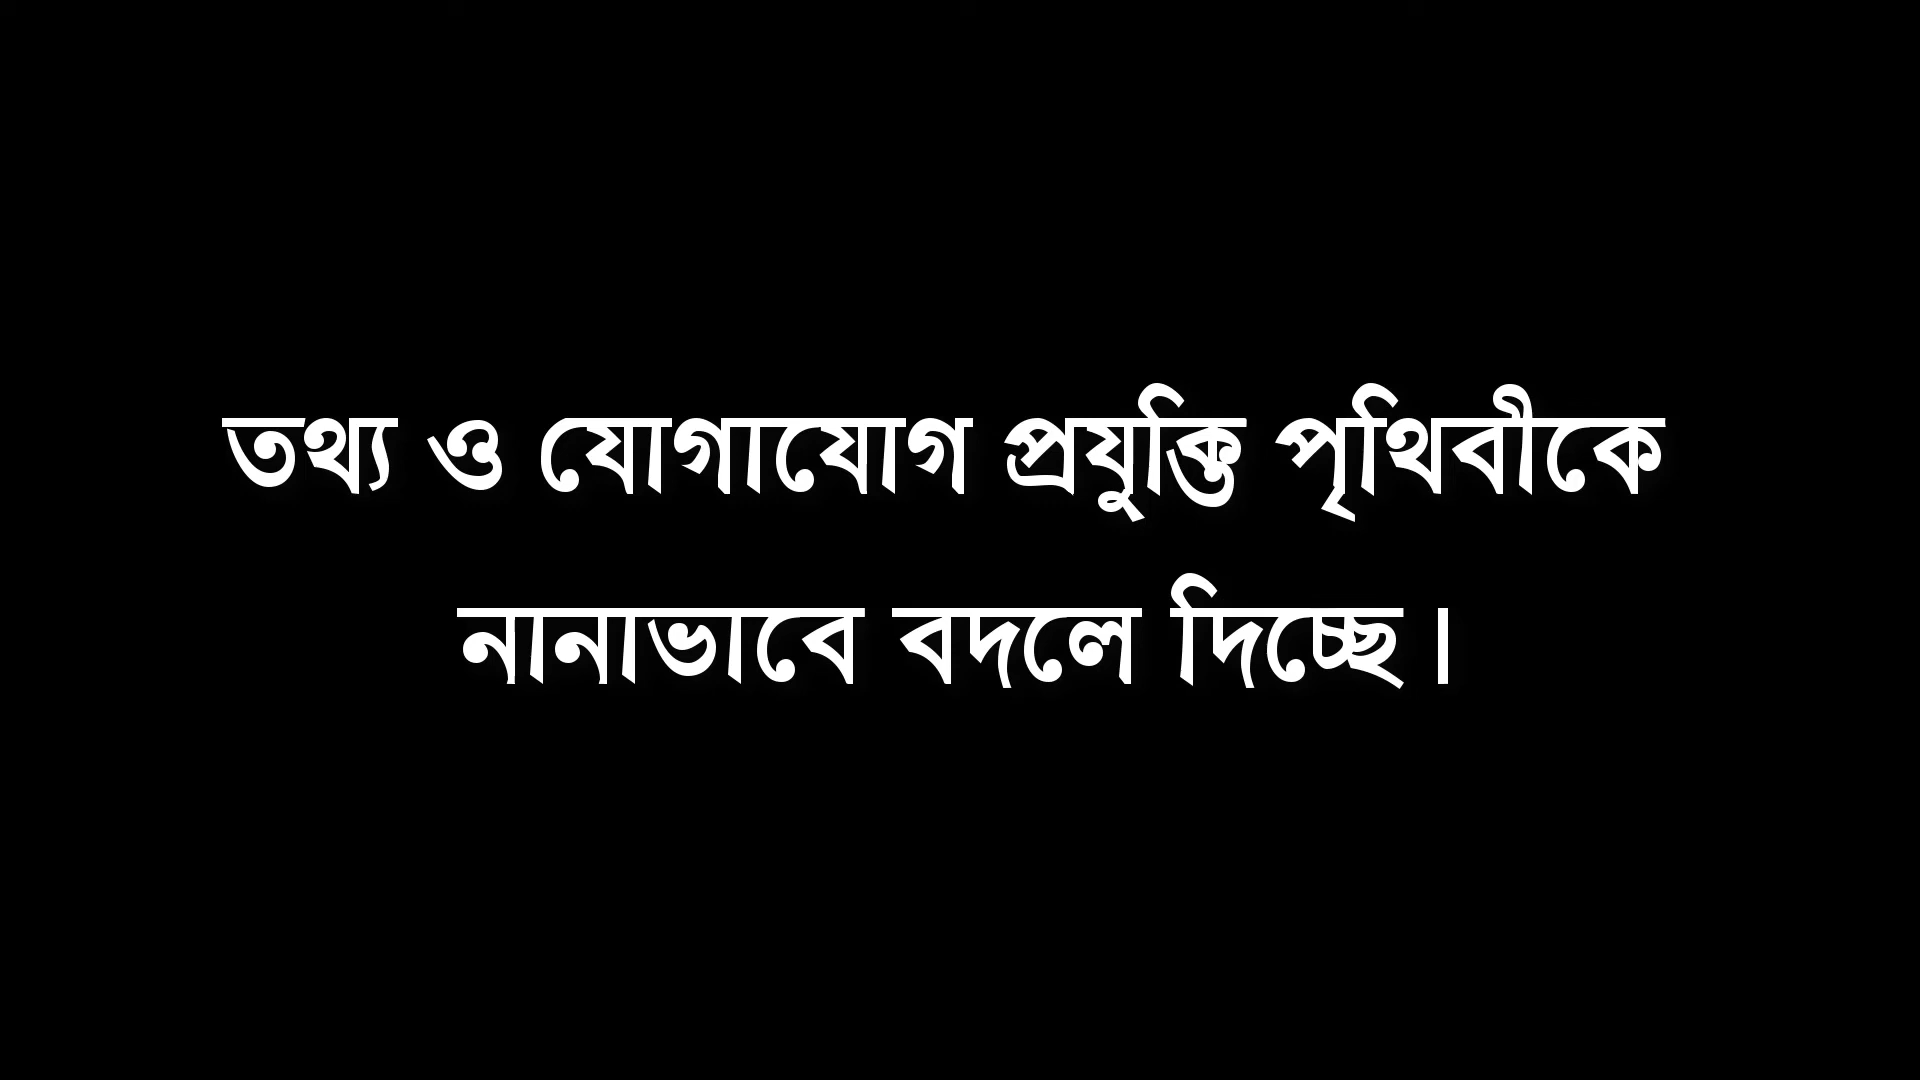 তথ্য ও যোগাযোগ প্রযুক্তি পৃথিবীকে
নানাভাবে বদলে দিচ্ছে।